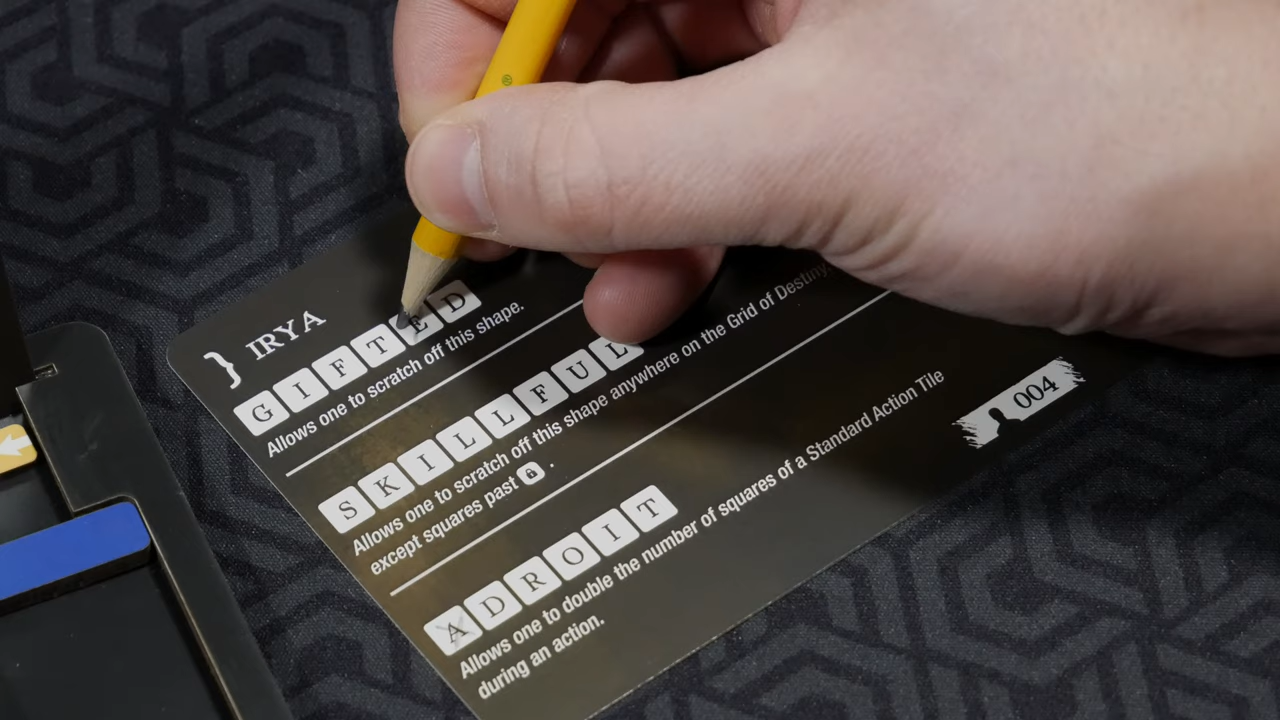 } IRYA
GIFTED
Allows one to scratch off this shape.
SKILLFUL
Allows one to scratch off this shape anywhere on the Grid of Destiny,
except squares past .
ADROIT
Allows one to double the number of squares of a Standard Action Tile
during an action.
004